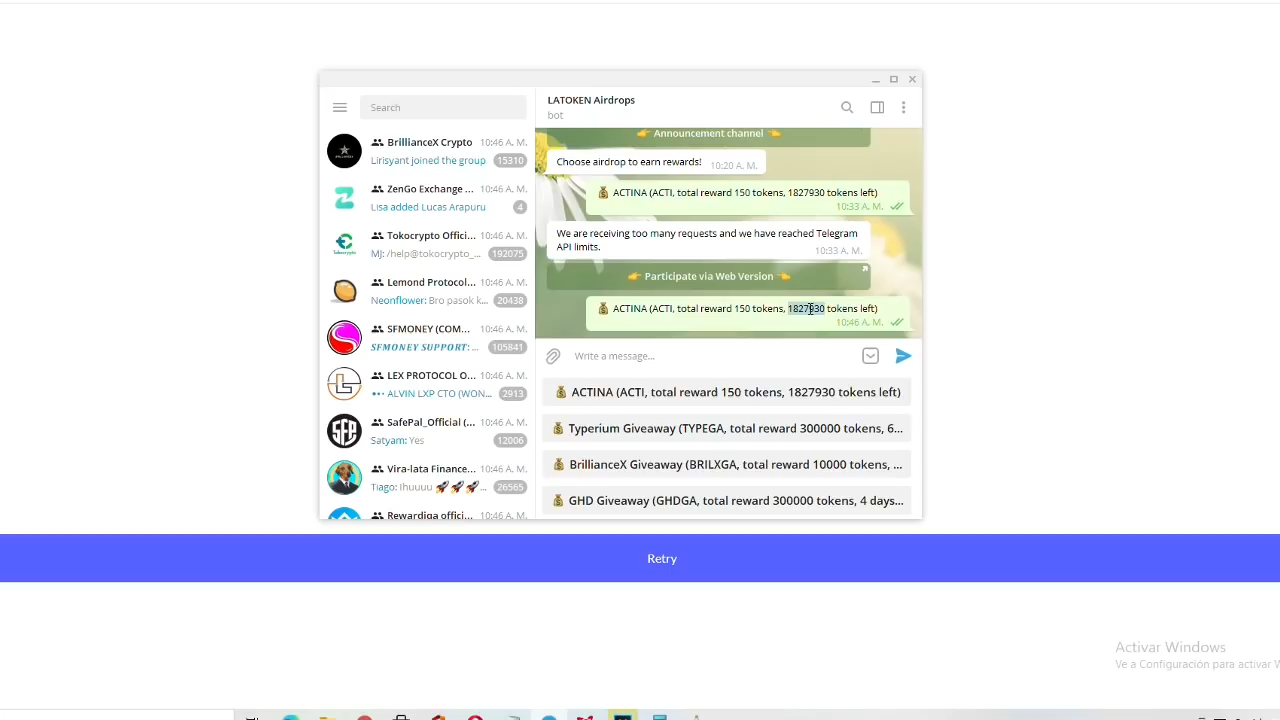 Search
BrillianceX Crypto 10:46 A. M.
Lirisyant joined the group 15310
ZenGo Exchange ... 10:46 A. M.
Lisa added Lucas Arapuru 4
Tokocrypto Offici... 10:46 A. M.
MJ: /help@tokocrypto_... 192075
Lemond Protocol... 10:46 A. M.
Neonflower: Bro pasok k... 20438
SFMONEY (COM... 10:46 A. M.
SFMONEY SUPPORT: ... 105841
LEX PROTOCOL O... 10:46 A. M.
ALVIN LXP CTO (WON... 2913
SafePal_Official (... 10:46 A. M.
Satyam: Yes 12006
Vira-lata Finance... 10:46 A. M.
Tiago: Ihuuuu 🚀🚀🚀... 26565
Rewardiqa offici... 10:46 A. M.
LATOKEN Airdrops
bot
👉 Announcement channel 👈
Choose airdrop to earn rewards! 10:20 A. M.
💰 ACTINA (ACTI, total reward 150 tokens, 1827930 tokens left)
10:33 A. M.
We are receiving too many requests and we have reached Telegram
API limits. 10:33 A. M.
👉 Participate via Web Version 👈
💰 ACTINA (ACTI, total reward 150 tokens, 1827930 tokens left)
10:46 A. M.
Write a message...
💰 ACTINA (ACTI, total reward 150 tokens, 1827930 tokens left)
💰 Typerium Giveaway (TYPEGA, total reward 300000 tokens, 6...
💰 BrillianceX Giveaway (BRILXGA, total reward 10000 tokens, ...
💰 GHD Giveaway (GHDGA, total reward 300000 tokens, 4 days...
Retry
Activar Windows
Ve a Configuración para activar W